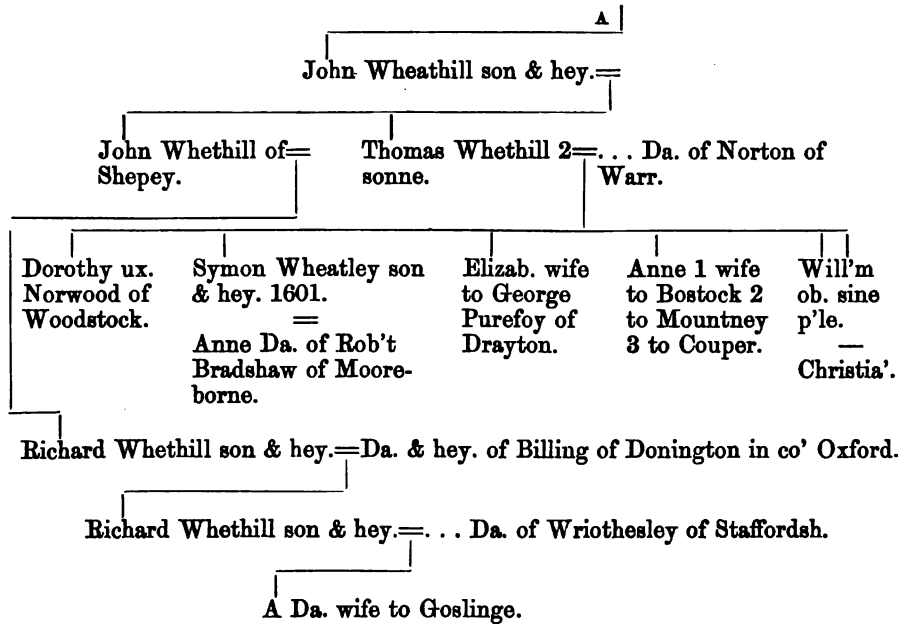 A
John Wheathill son & hey.=
John Whethill of=
Shepey.
Thomas Whethill 2=... Da. of Norton of
sonne. Warr.
Dorothy ux.
Norwood of
Woodstock.
Symon Wheatley son
& hey. 1601.
=
Anne Da. of Rob't
Bradshaw of Moore-
borne.
Elizab. wife
to George
Purefoy of
Drayton.
Anne 1 wife
to Bostock 2
to Mountney
3 to Couper.
Will'm
ob. sine
p'le.
—
Christia'.
Richard Whethill son & hey.=Da. & hey. of Billing of Donington in co' Oxford.
Richard Whethill son & hey.=... Da. of Wriothesley of Staffordsh.
A Da. wife to Goslinge.